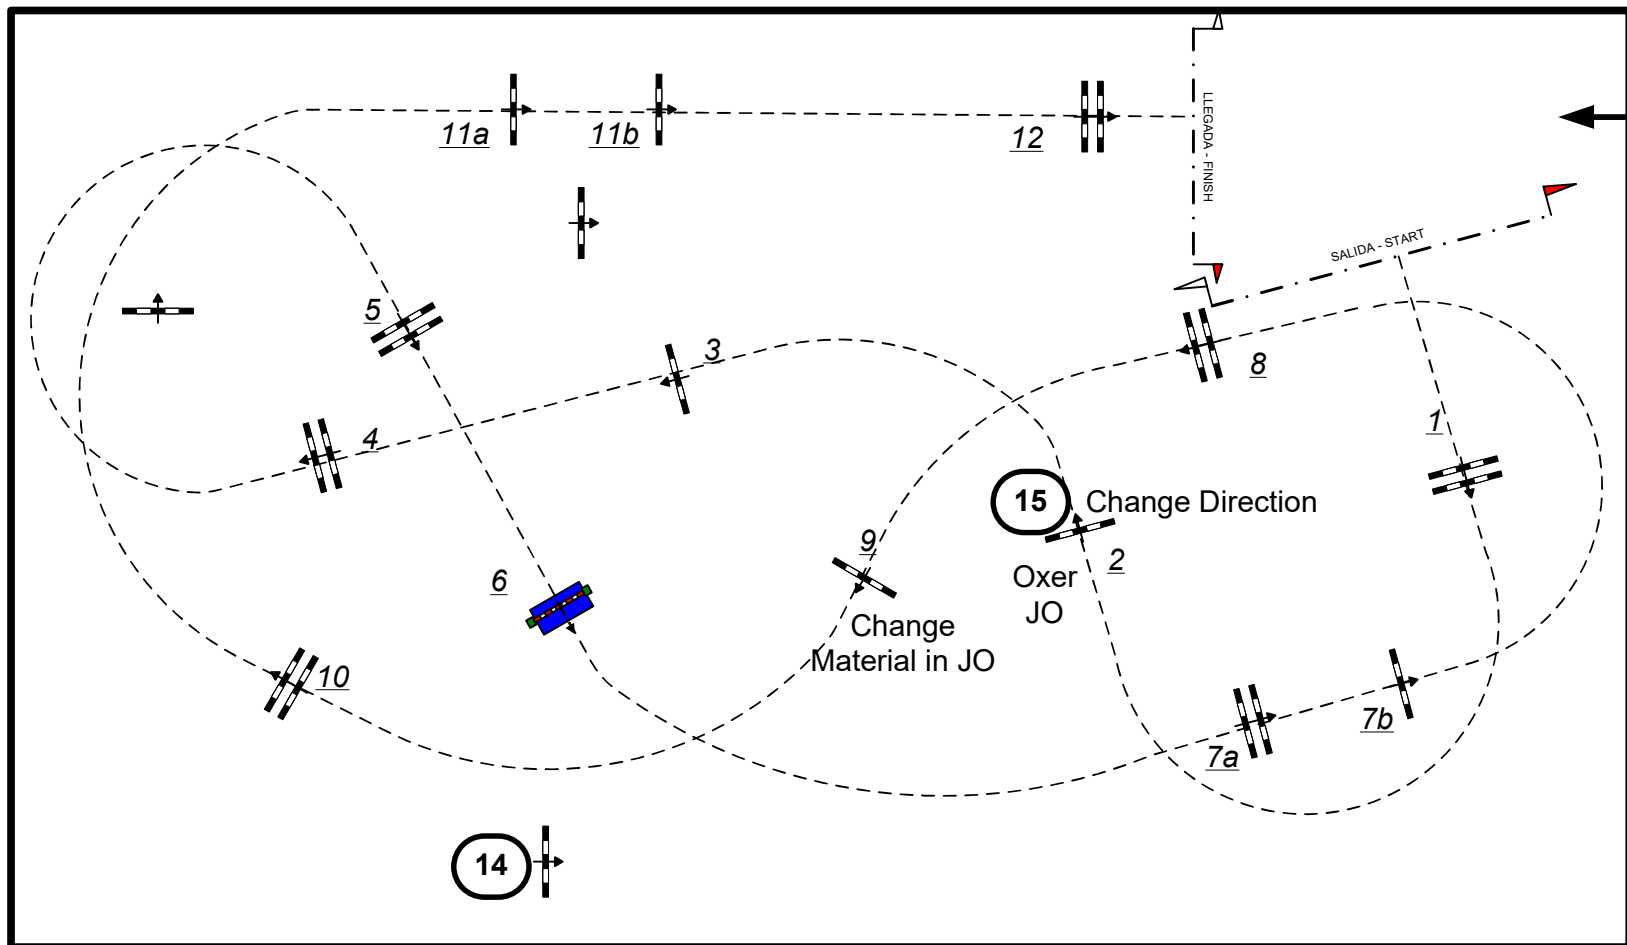 11a
11b
12
LLEGADA - FINISH
SALIDA - START
5
3
8
4
1
15
Change Direction
9
2
6
Oxer
JO
Change
Material in JO
10
7b
7a
14